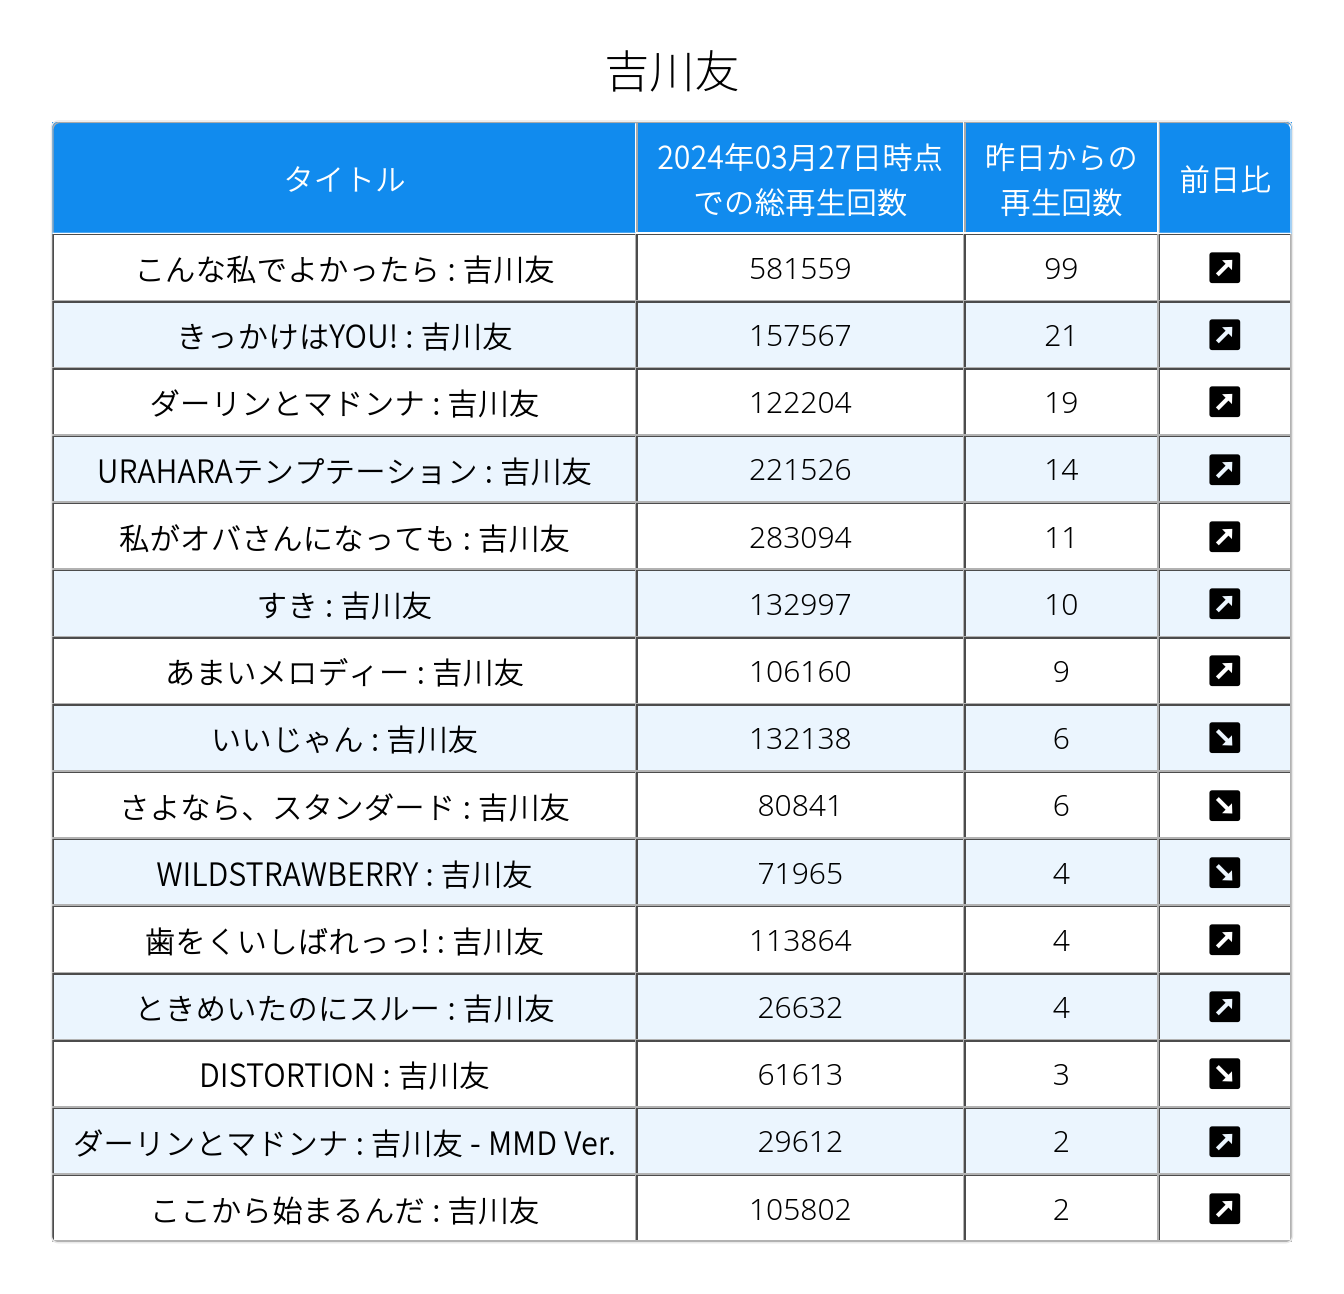 吉川友
タイトル
2024年03月27日時点
での総再生回数
昨日からの
再生回数
前日比
こんな私でよかったら : 吉川友 581559 99 ↗
きっかけはYOU! : 吉川友 157567 21 ↗
ダーリンとマドンナ : 吉川友 122204 19 ↗
URAHARAテンプテーション : 吉川友 221526 14 ↗
私がオバさんになっても : 吉川友 283094 11 ↗
すき : 吉川友 132997 10 ↗
あまいメロディー : 吉川友 106160 9 ↗
いいじゃん : 吉川友 132138 6 ↘
さよなら、スタンダード : 吉川友 80841 6 ↘
WILDSTRAWBERRY : 吉川友 71965 4 ↘
歯をくいしばれっっ! : 吉川友 113864 4 ↗
ときめいたのにスルー : 吉川友 26632 4 ↗
DISTORTION : 吉川友 61613 3 ↘
ダーリンとマドンナ : 吉川友 - MMD Ver. 29612 2 ↗
ここから始まるんだ : 吉川友 105802 2 ↗